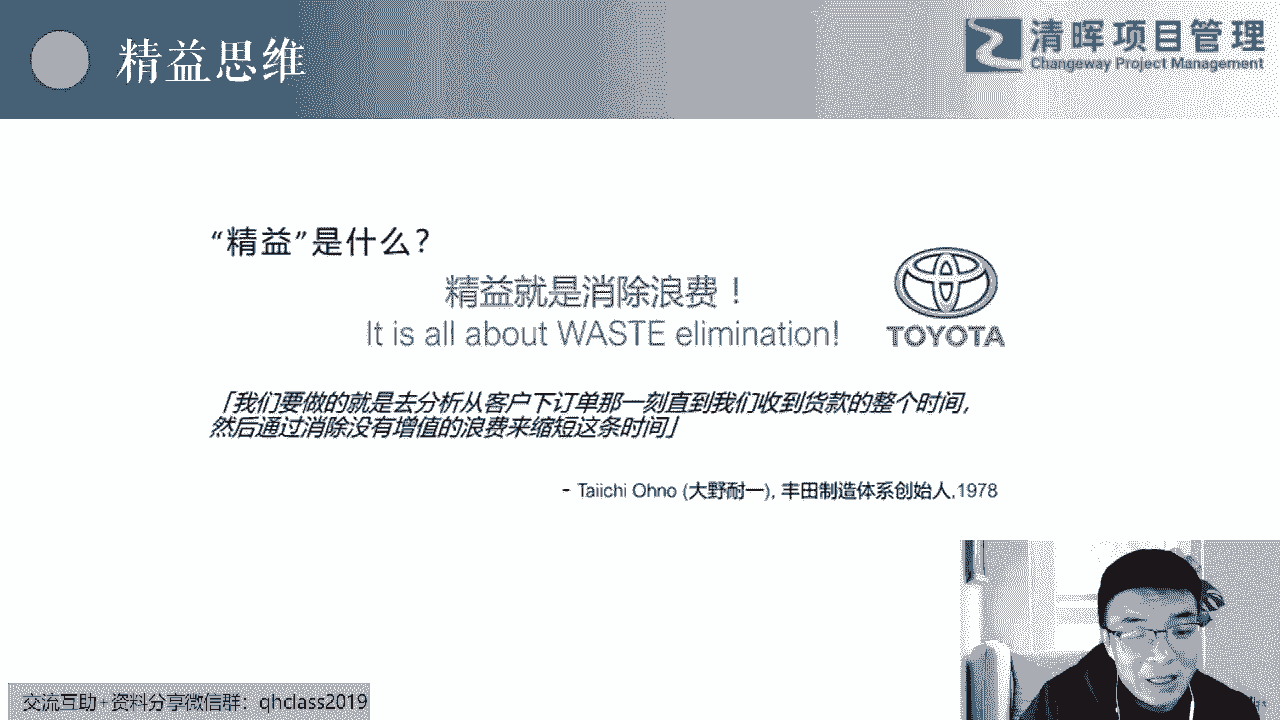 精益思维
清晖项目管理
Changeway Project Management
“精益”是什么?
精益就是消除浪费！
It is all about WASTE elimination!
TOYOTA
「我们要做的就是去分析从客户下订单那一刻直到我们收到货款的整个时间,
然后通过消除没有增值的浪费来缩短这条时间」
- Taiichi Ohno (大野耐一), 丰田制造体系创始人,1978
交流互助+资料分享微信群：qhclass2019